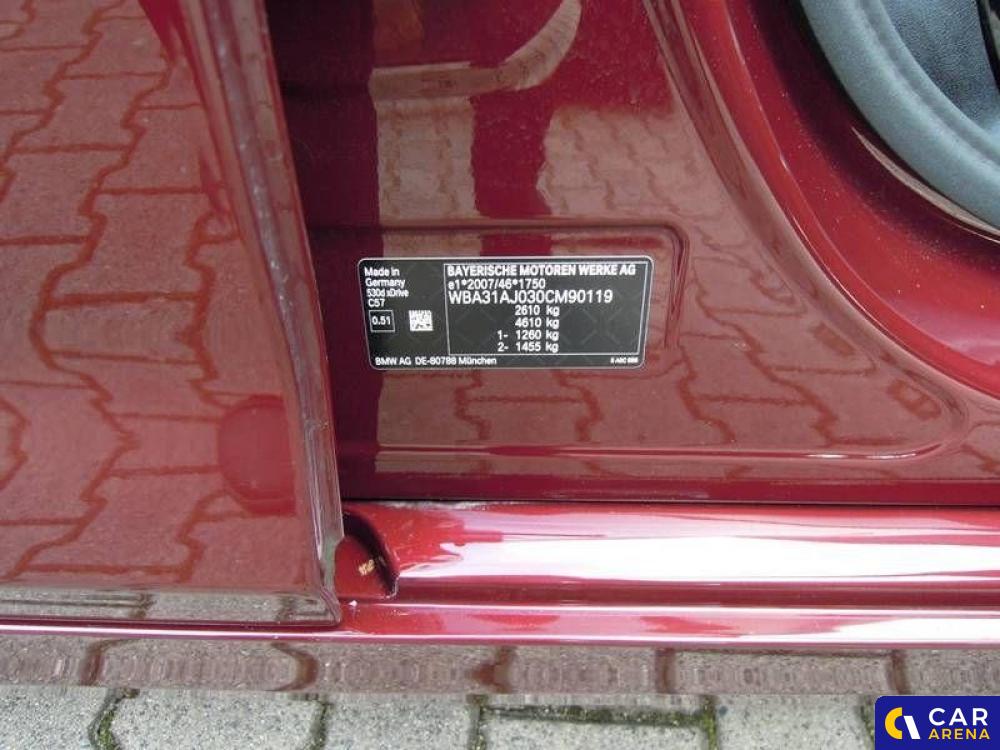 Made in
Germany
530d xDrive
C57
0.51
BAYERISCHE MOTOREN WERKE AG
e1*2007/46*1750
WBA31AJ030CM90119
2610 kg
4610 kg
1- 1260 kg
2- 1455 kg
BMW AG DE-80788 München
CAR
ARENA